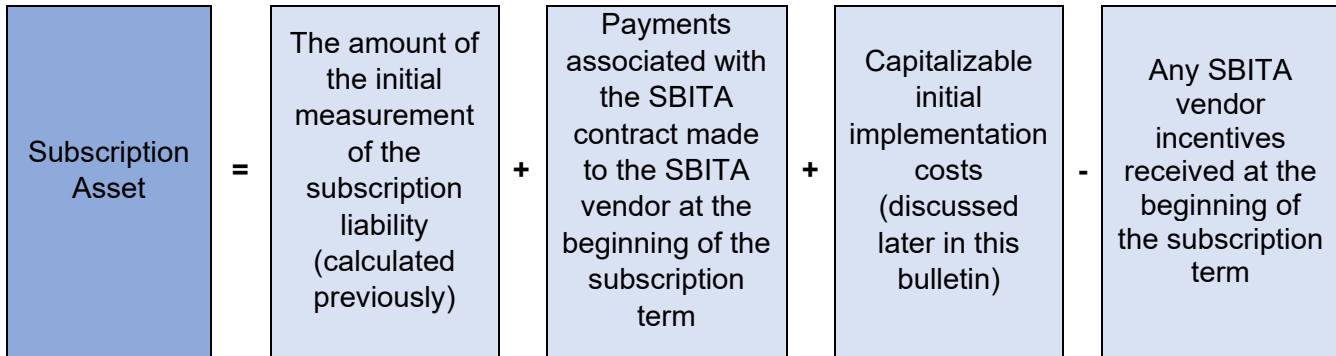 Subscription
Asset
=
The amount of
the initial
measurement
of the
subscription
liability
(calculated
previously)
+
Payments
associated with
the SBITA
contract made
to the SBITA
vendor at the
beginning of the
subscription
term
+
Capitalizable
initial
implementation
costs
(discussed
later in this
bulletin)
-
Any SBITA
vendor
incentives
received at the
beginning of
the subscription
term